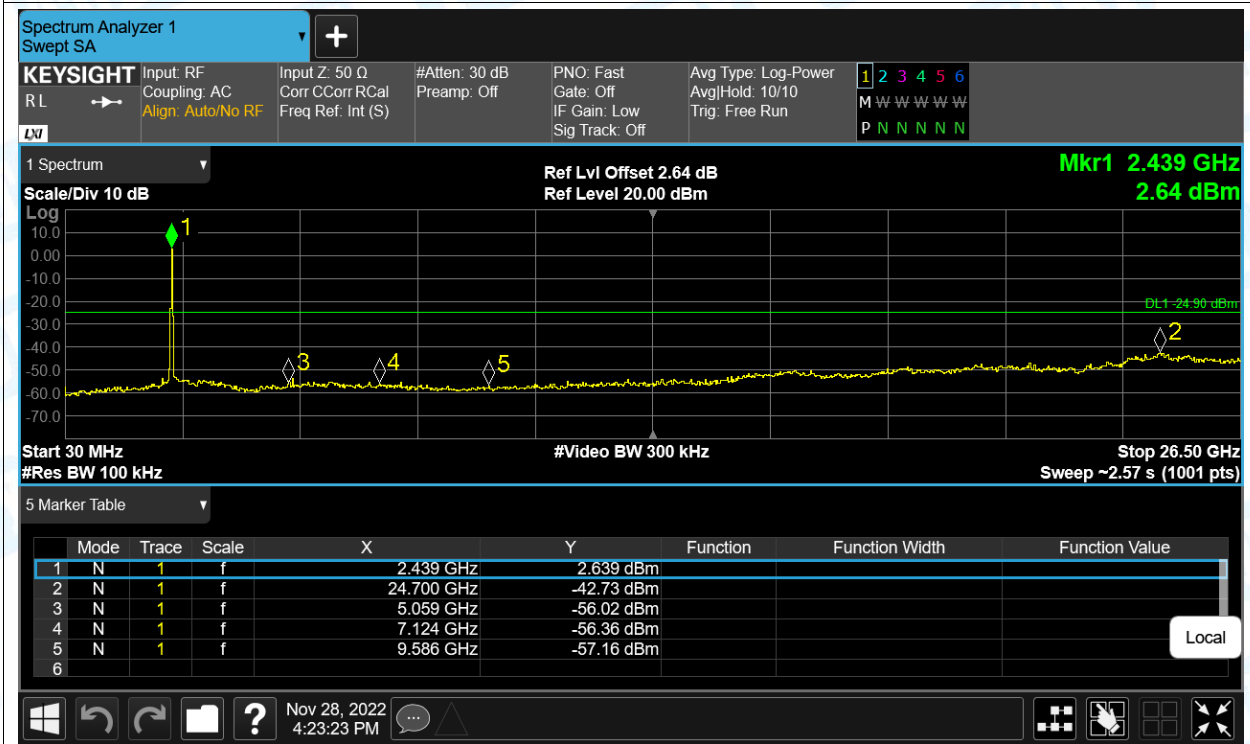 Spectrum Analyzer 1
Swept SA
+
KEYSIGHT
R L
LXI
Input: RF
Coupling: AC
Align: Auto/No RF
Input Z: 50 Ω
Corr CCorr RCal
Freq Ref: Int (S)
#Atten: 30 dB
Preamp: Off
PNO: Fast
Gate: Off
IF Gain: Low
Sig Track: Off
Avg Type: Log-Power
Avg|Hold: 10/10
Trig: Free Run
1 2 3 4 5 6
M W W W W W
P N N N N N
1 Spectrum
Scale/Div 10 dB
Ref Lvl Offset 2.64 dB
Ref Level 20.00 dBm
Mkr1 2.439 GHz
2.64 dBm
Log
10.0
0.00
-10.0
-20.0
-30.0
-40.0
-50.0
-60.0
-70.0
1
DL1 -24.90 dBm
2
3
4
5
Start 30 MHz
#Video BW 300 kHz
Stop 26.50 GHz
#Res BW 100 kHz
Sweep ~2.57 s (1001 pts)
5 Marker Table
Mode Trace Scale X Y Function Function Width Function Value
1 N 1 f 2.439 GHz 2.639 dBm
2 N 1 f 24.700 GHz -42.73 dBm
3 N 1 f 5.059 GHz -56.02 dBm
4 N 1 f 7.124 GHz -56.36 dBm
5 N 1 f 9.586 GHz -57.16 dBm
6
Local
?
Nov 28, 2022
4:23:23 PM